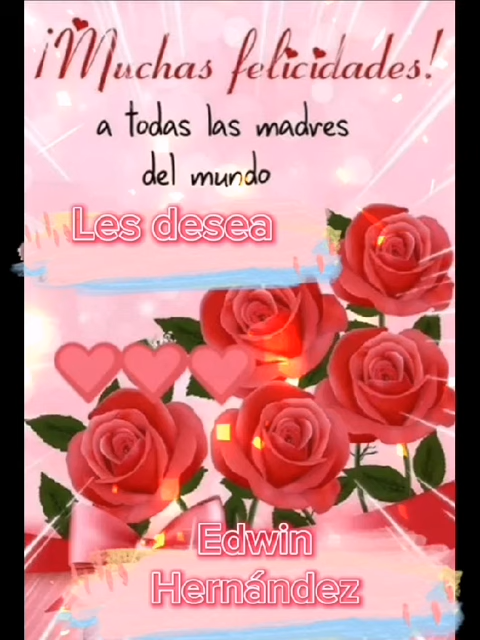 ¡Muchas felicidades!
a todas las madres
del mundo
Les desea
Edwin
Hernández